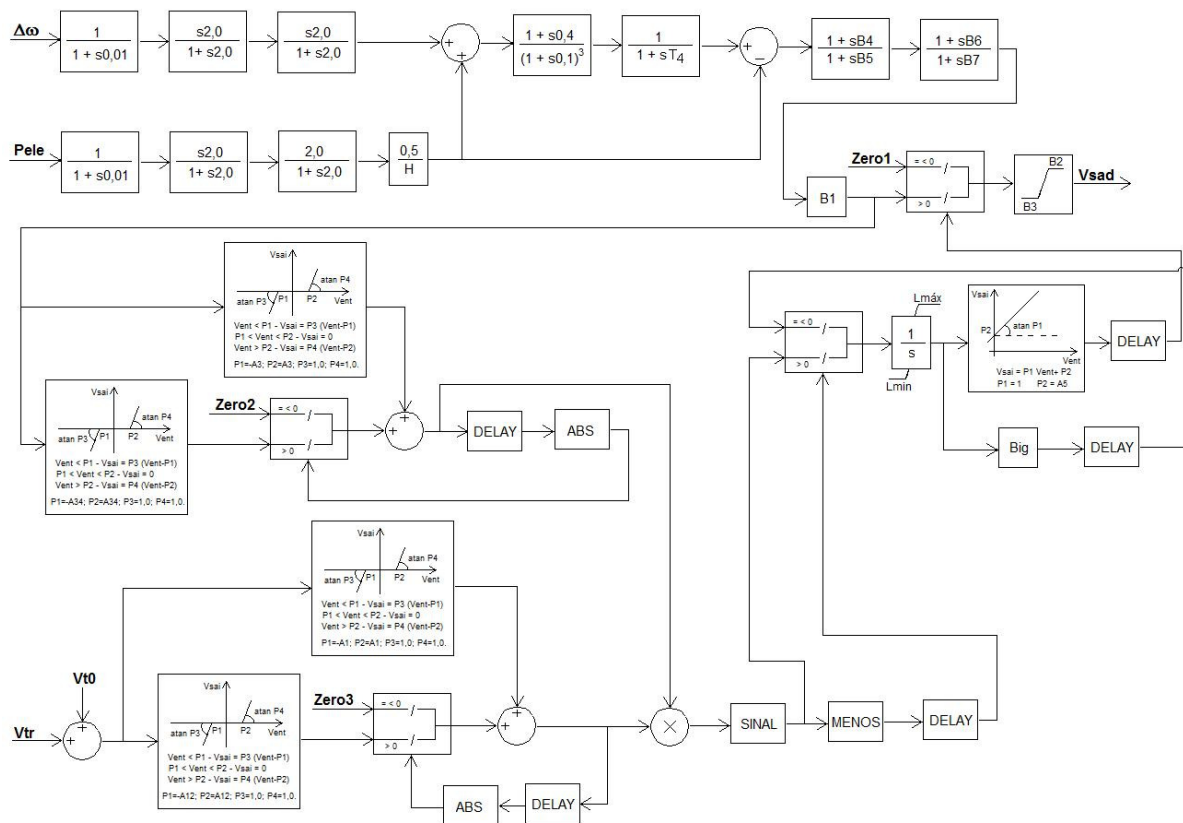 Δω
1
1 + s0,01
s2,0
1+ s2,0
s2,0
1+ s2,0
+
+
1 + s0,4
(1 + s0,1)³
1
1 + sT4
+
−
1 + sB4
1 + sB5
1 + sB6
1+ sB7
Pele
1
1 + s0,01
s2,0
1+ s2,0
2,0
1+ s2,0
0,5
H
B1
Zero1
= < 0
> 0
B2
B3
Vsad
Vsai
atan P4
atan P3
P1
P2
Vent
Vent < P1 - Vsai = P3 (Vent-P1)
P1 < Vent < P2 - Vsai = 0
Vent > P2 - Vsai = P4 (Vent-P2)
P1=-A3; P2=A3; P3=1,0; P4=1,0.
Vsai
atan P4
atan P3
P1
P2
Vent
Vent < P1 - Vsai = P3 (Vent-P1)
P1 < Vent < P2 - Vsai = 0
Vent > P2 - Vsai = P4 (Vent-P2)
P1=-A34; P2=A34; P3=1,0; P4=1,0.
Zero2
= < 0
> 0
+
+
DELAY
ABS
= < 0
> 0
Lmáx
1
s
Lmin
Vsai
P2
atan P1
Vent
Vsai = P1 Vent+ P2
P1 = 1 P2 = A5
DELAY
Big
DELAY
Vsai
atan P4
atan P3
P1
P2
Vent
Vent < P1 - Vsai = P3 (Vent-P1)
P1 < Vent < P2 - Vsai = 0
Vent > P2 - Vsai = P4 (Vent-P2)
P1=-A1; P2=A1; P3=1,0; P4=1,0.
Vt0
Vtr
+
+
Vsai
atan P4
atan P3
P1
P2
Vent
Vent < P1 - Vsai = P3 (Vent-P1)
P1 < Vent < P2 - Vsai = 0
Vent > P2 - Vsai = P4 (Vent-P2)
P1=-A12; P2=A12; P3=1,0; P4=1,0.
Zero3
= < 0
> 0
+
+
×
SINAL
MENOS
DELAY
ABS
DELAY